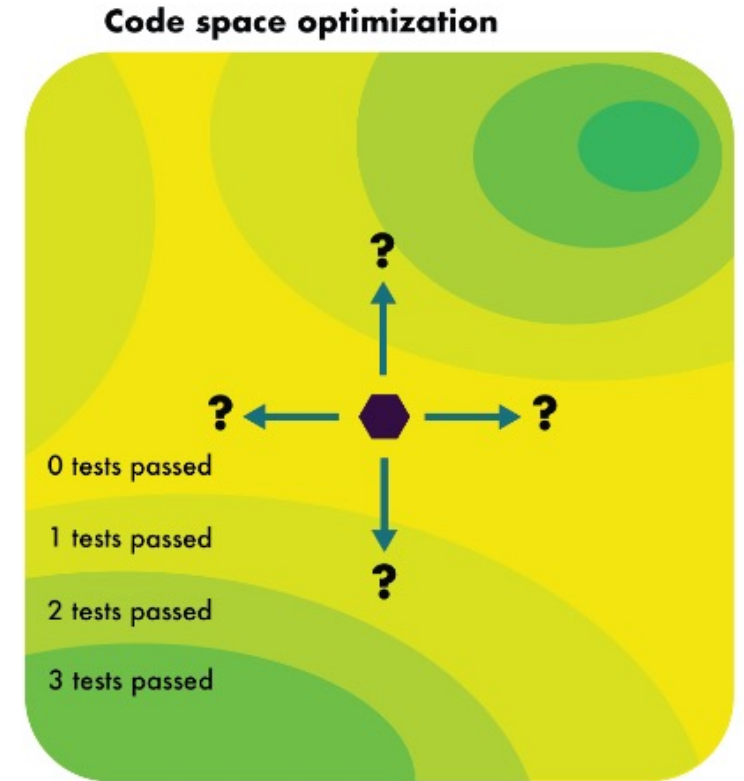 Code space optimization
?
? ?
0 tests passed
1 tests passed
?
2 tests passed
3 tests passed